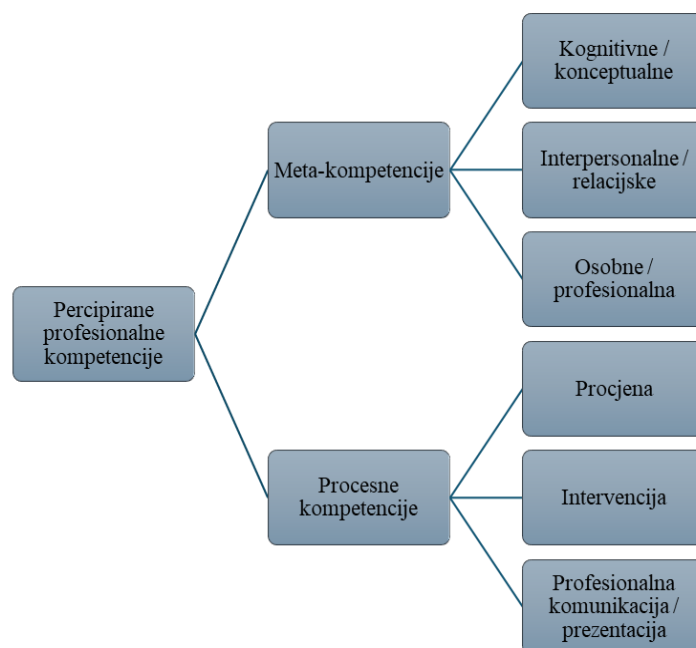 Kognitivne /
konceptualne
Meta-kompetencije
Interpersonalne /
relacijske
Osobne /
profesionalna
Percipirane
profesionalne
kompetencije
Procjena
Procesne
kompetencije
Intervencija
Profesionalna
komunikacija /
prezentacija